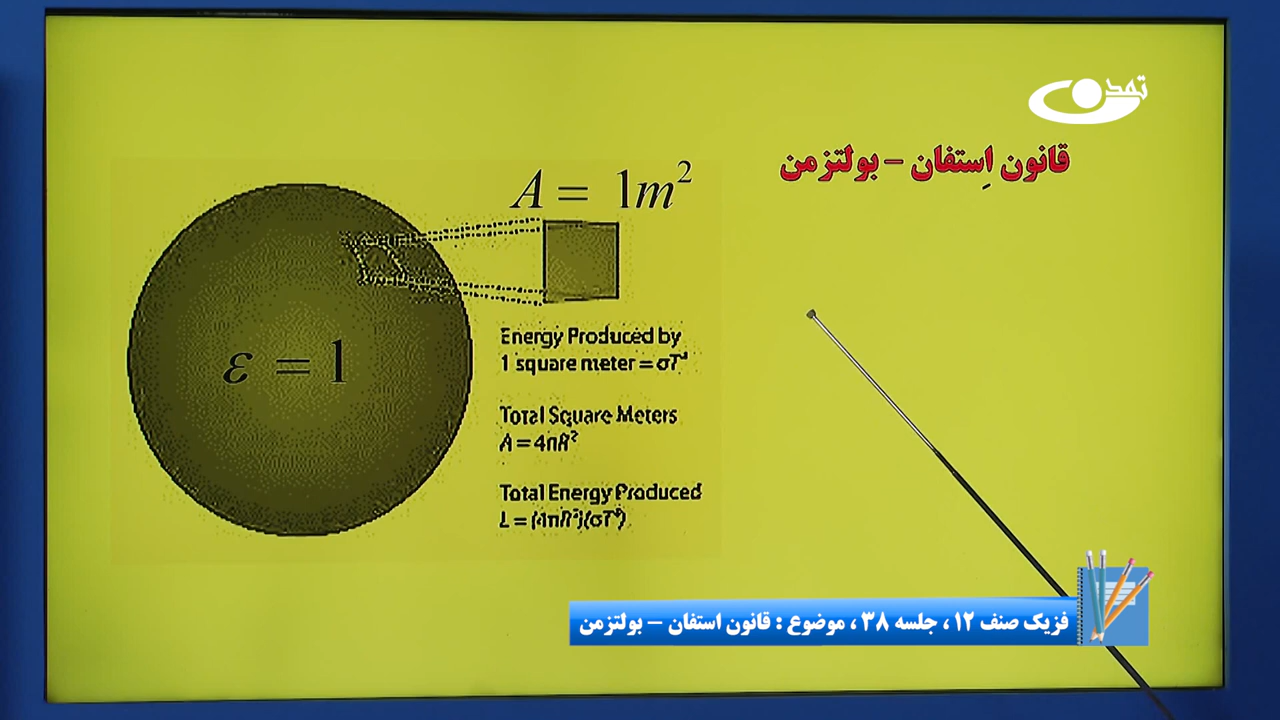 تمدن
قانون اِستفان – بولتزمن
A = 1m²
ε = 1
Energy Produced by
1 square meter = σT⁴
Total Square Meters
A = 4πR²
Total Energy Produced
L = (4πR²)(σT⁴)
فزیک صنف ۱۲ ، جلسه ۳۸ ، موضوع : قانون استفان – بولتزمن